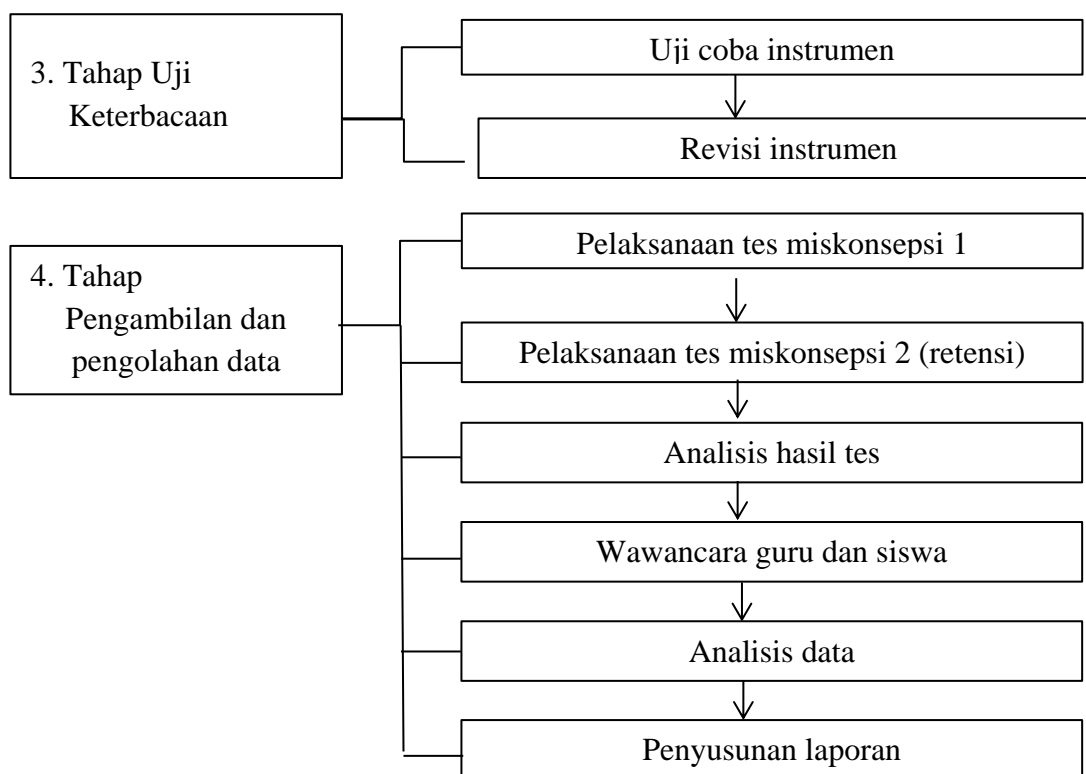 3. Tahap Uji
Keterbacaan
Uji coba instrumen
Revisi instrumen
4. Tahap
Pengambilan dan
pengolahan data
Pelaksanaan tes miskonsepsi 1
Pelaksanaan tes miskonsepsi 2 (retensi)
Analisis hasil tes
Wawancara guru dan siswa
Analisis data
Penyusunan laporan